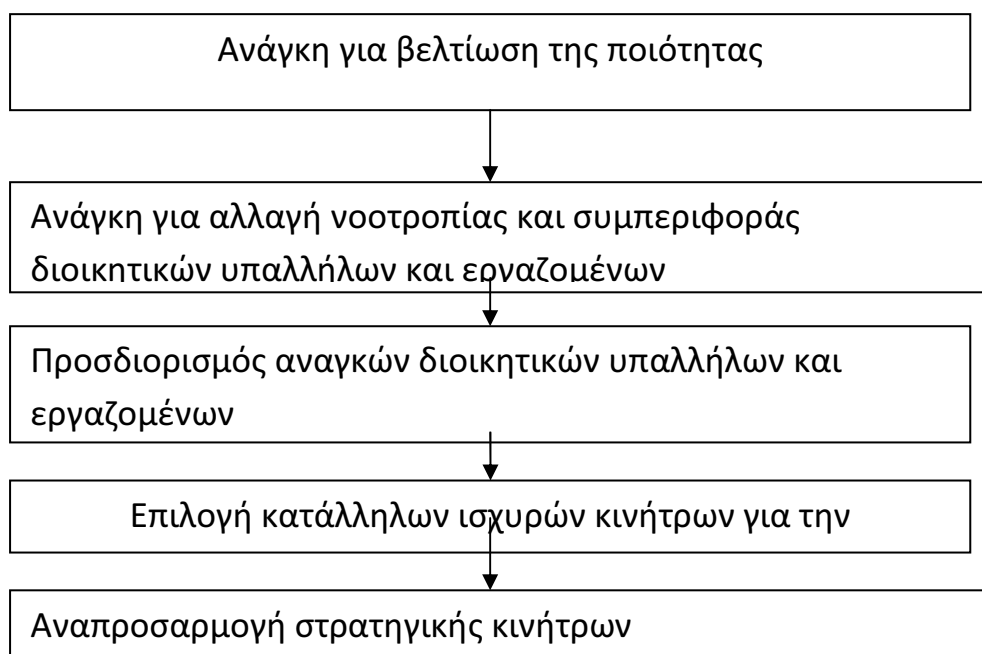 Ανάγκη για βελτίωση της ποιότητας
Ανάγκη για αλλαγή νοοτροπίας και συμπεριφοράς
διοικητικών υπαλλήλων και εργαζομένων
Προσδιορισμός αναγκών διοικητικών υπαλλήλων και
εργαζομένων
Επιλογή κατάλληλων ισχυρών κινήτρων για την
Αναπροσαρμογή στρατηγικής κινήτρων